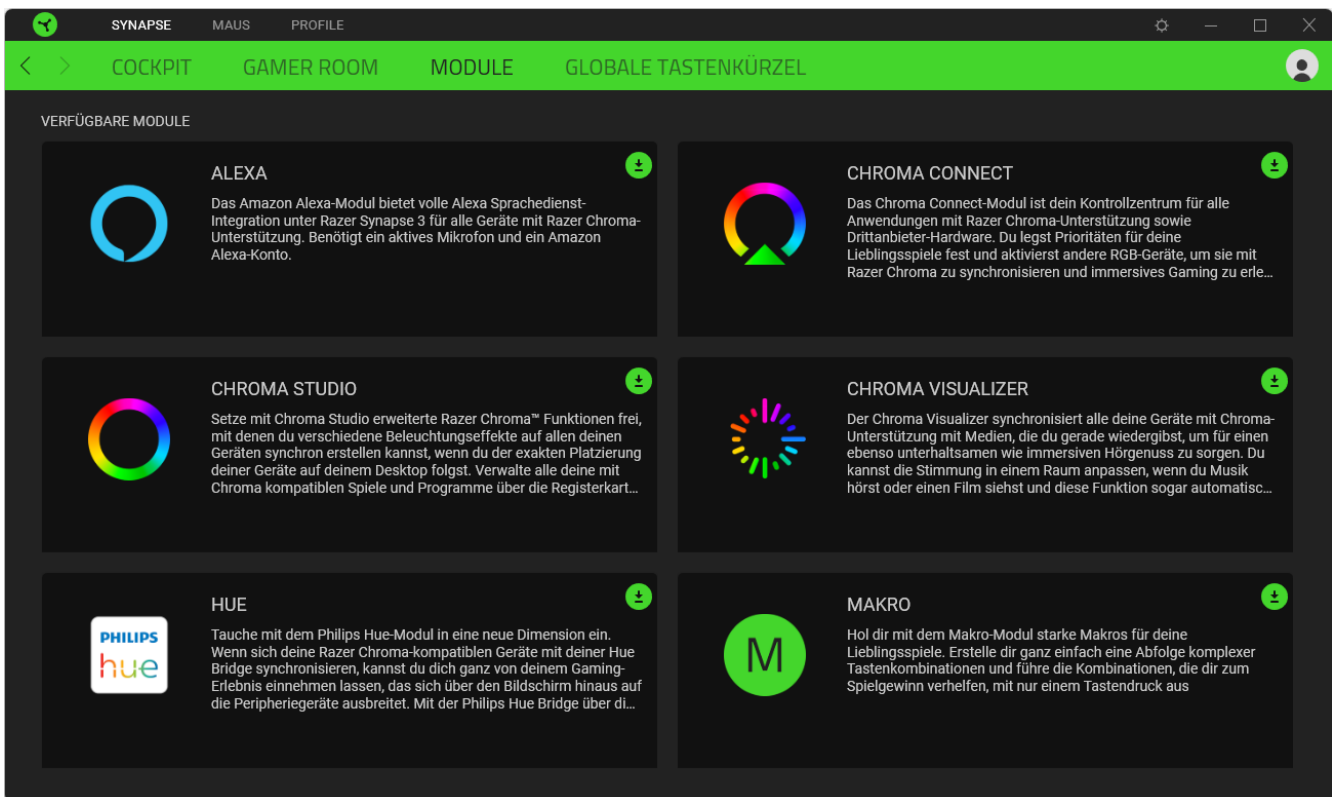 SYNAPSE MAUS PROFILE
COCKPIT GAMER ROOM MODULE GLOBALE TASTENKÜRZEL
VERFÜGBARE MODULE
ALEXA
Das Amazon Alexa-Modul bietet volle Alexa Sprachedienst-
Integration unter Razer Synapse 3 für alle Geräte mit Razer Chroma-
Unterstützung. Benötigt ein aktives Mikrofon und ein Amazon
Alexa-Konto.
CHROMA CONNECT
Das Chroma Connect-Modul ist dein Kontrollzentrum für alle
Anwendungen mit Razer Chroma-Unterstützung sowie
Drittanbieter-Hardware. Du legst Prioritäten für deine
Lieblingsspiele fest und aktivierst andere RGB-Geräte, um sie mit
Razer Chroma zu synchronisieren und immersives Gaming zu erle...
CHROMA STUDIO
Setze mit Chroma Studio erweiterte Razer Chroma™ Funktionen frei,
mit denen du verschiedene Beleuchtungseffekte auf allen deinen
Geräten synchron erstellen kannst, wenn du der exakten Platzierung
deiner Geräte auf deinem Desktop folgst. Verwalte alle deine mit
Chroma kompatiblen Spiele und Programme über die Registerkart...
CHROMA VISUALIZER
Der Chroma Visualizer synchronisiert alle deine Geräte mit Chroma-
Unterstützung mit Medien, die du gerade wiedergibst, um für einen
ebenso unterhaltsamen wie immersiven Hörgenuss zu sorgen. Du
kannst die Stimmung in einem Raum anpassen, wenn du Musik
hörst oder einen Film siehst und diese Funktion sogar automatisc...
PHILIPS
hue
HUE
Tauche mit dem Philips Hue-Modul in eine neue Dimension ein.
Wenn sich deine Razer Chroma-kompatiblen Geräte mit deiner Hue
Bridge synchronisieren, kannst du dich ganz von deinem Gaming-
Erlebnis einnehmen lassen, das sich über den Bildschirm hinaus auf
die Peripheriegeräte ausbreitet. Mit der Philips Hue Bridge über di...
M
MAKRO
Hol dir mit dem Makro-Modul starke Makros für deine
Lieblingsspiele. Erstelle dir ganz einfach eine Abfolge komplexer
Tastenkombinationen und führe die Kombinationen, die dir zum
Spielgewinn verhelfen, mit nur einem Tastendruck aus